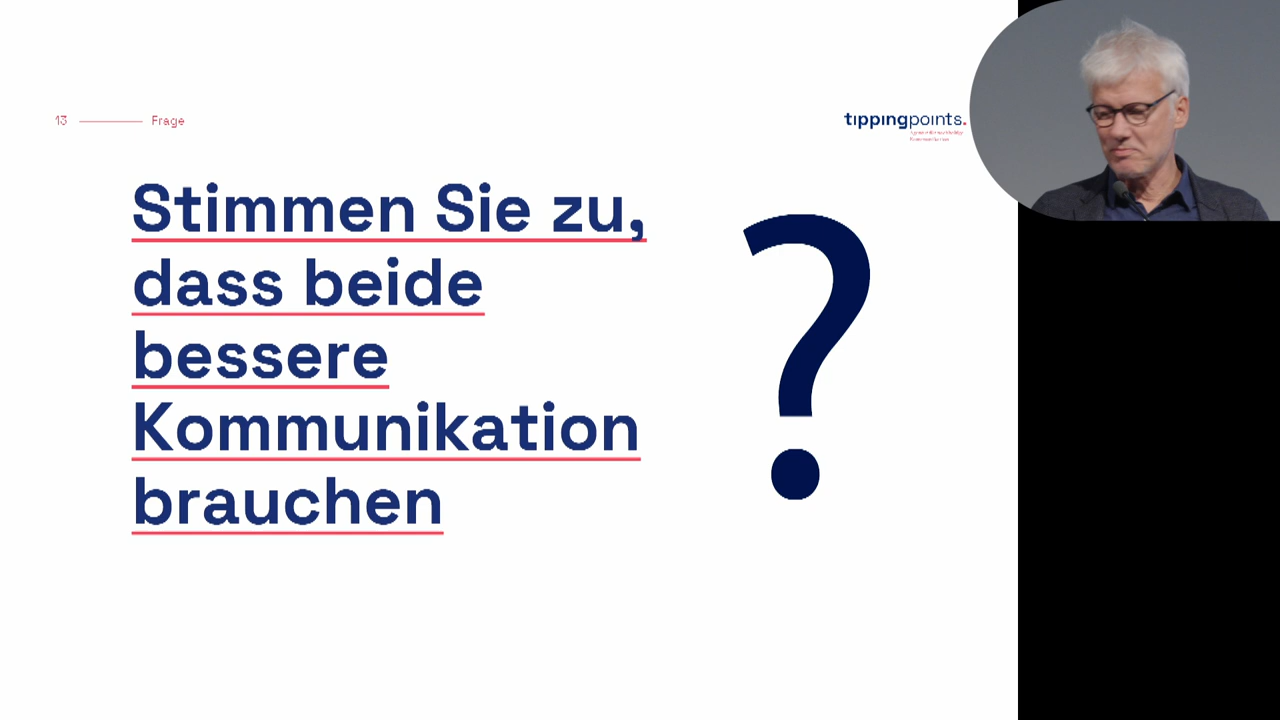 13 Frage
tippingpoints.
Stimmen Sie zu,
dass beide
bessere
Kommunikation
brauchen
?